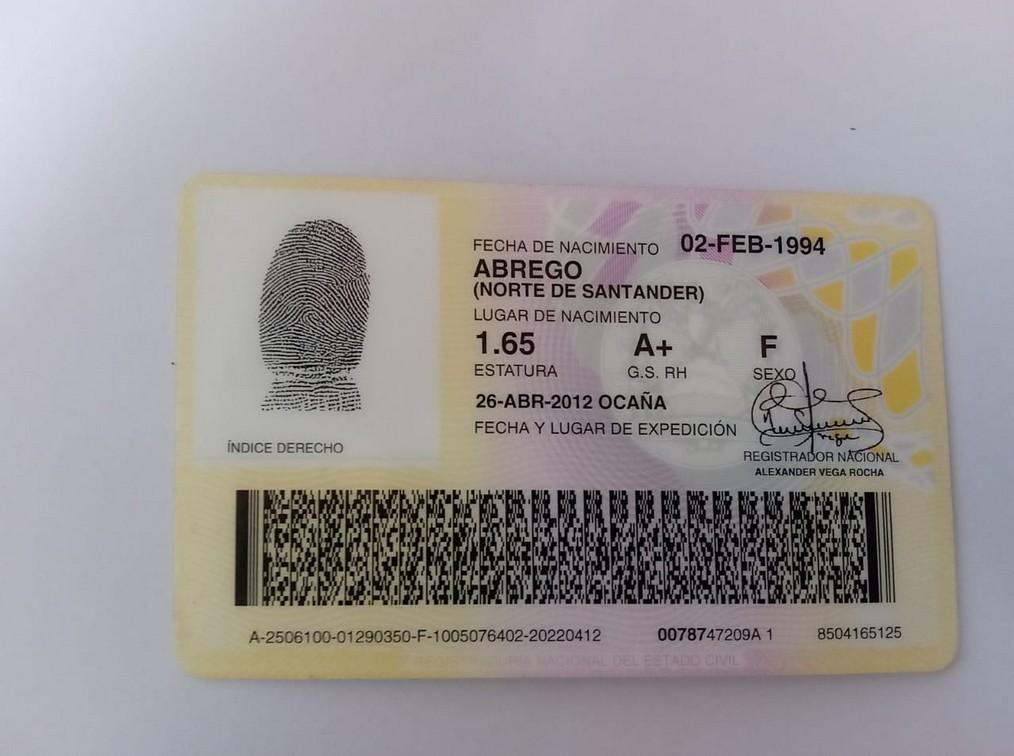 FECHA DE NACIMIENTO 02-FEB-1994
ABREGO
(NORTE DE SANTANDER)
LUGAR DE NACIMIENTO
1.65 A+ F
ESTATURA G.S. RH SEXO
26-ABR-2012 OCAÑA
FECHA Y LUGAR DE EXPEDICIÓN
REGISTRADOR NACIONAL
ALEXANDER VEGA ROCHA
ÍNDICE DERECHO
A-2506100-01290350-F-1005076402-20220412 0078747209A 1 8504165125
REGISTRADURIA NACIONAL DEL ESTADO CIVIL